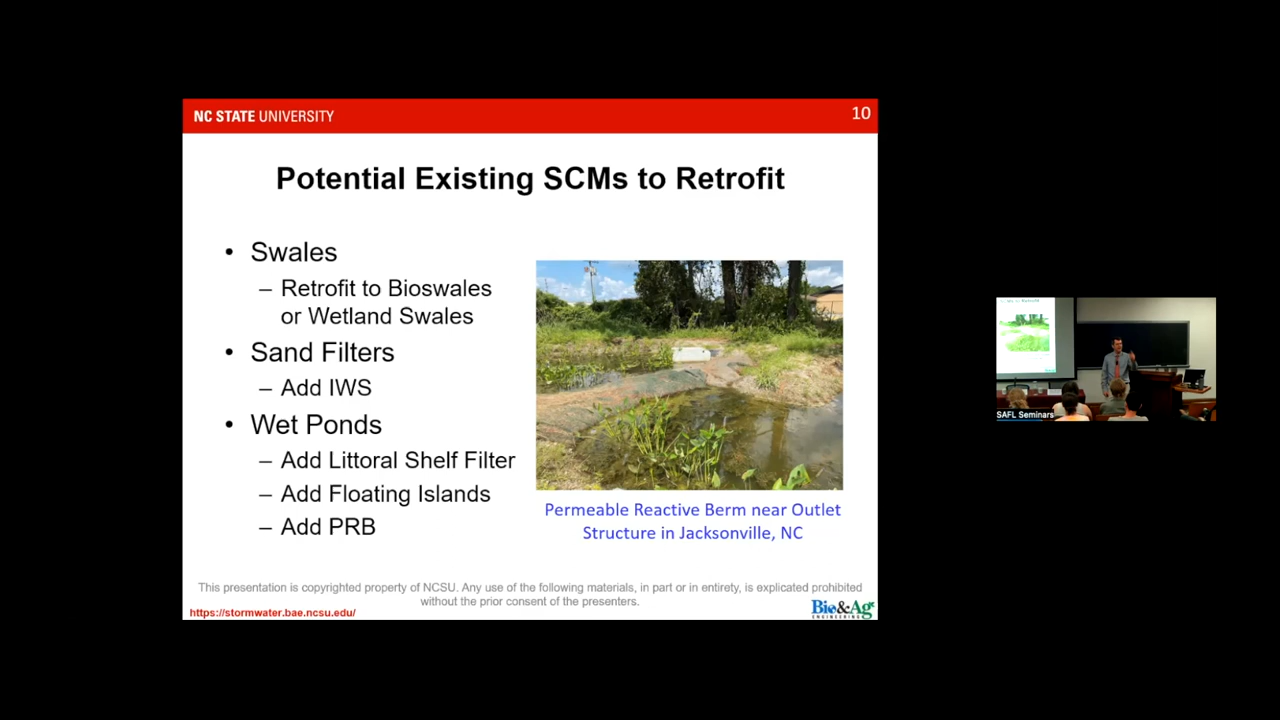 NC STATE UNIVERSITY
10
Potential Existing SCMs to Retrofit
• Swales
– Retrofit to Bioswales
or Wetland Swales
• Sand Filters
– Add IWS
• Wet Ponds
– Add Littoral Shelf Filter
– Add Floating Islands
– Add PRB
Permeable Reactive Berm near Outlet
Structure in Jacksonville, NC
This presentation is copyrighted property of NCSU. Any use of the following materials, in part or in entirety, is explicated prohibited
without the prior consent of the presenters.
https://stormwater.bae.ncsu.edu/
Bio&Ag
ENGINEERING
SAFL Seminars